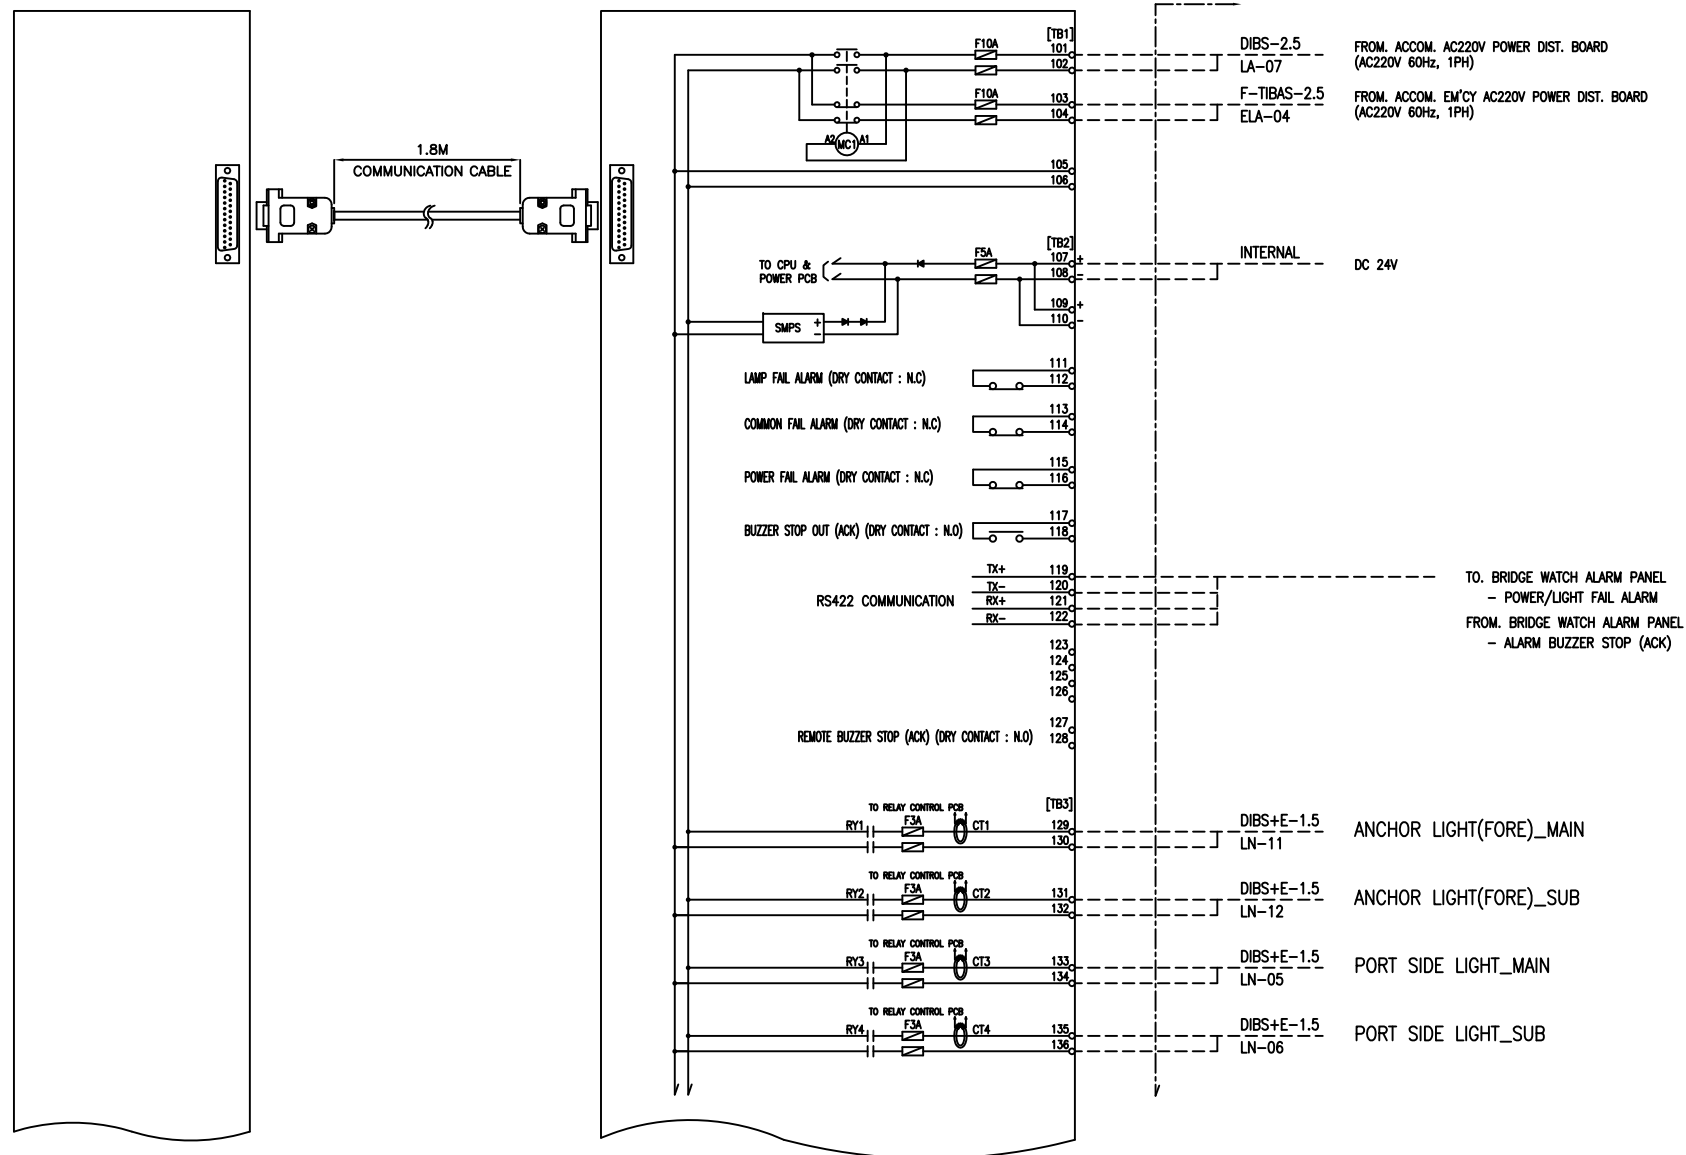 [TB1]
F10A
101
102
DIBS-2.5
LA-07
FROM. ACCOM. AC220V POWER DIST. BOARD
(AC220V 60Hz, 1PH)
F10A
103
104
F-TIBAS-2.5
ELA-04
FROM. ACCOM. EM'CY AC220V POWER DIST. BOARD
(AC220V 60Hz, 1PH)
A2 MC1 A1
1.8M
COMMUNICATION CABLE
105
106
[TB2]
TO CPU &
POWER PCB
F5A
107 +
108 -
INTERNAL
DC 24V
109 +
110 -
SMPS + -
LAMP FAIL ALARM (DRY CONTACT : N.C)
111
112
COMMON FAIL ALARM (DRY CONTACT : N.C)
113
114
POWER FAIL ALARM (DRY CONTACT : N.C)
115
116
BUZZER STOP OUT (ACK) (DRY CONTACT : N.O)
117
118
RS422 COMMUNICATION
TX+ 119
TX- 120
RX+ 121
RX- 122
TO. BRIDGE WATCH ALARM PANEL
- POWER/LIGHT FAIL ALARM
FROM. BRIDGE WATCH ALARM PANEL
- ALARM BUZZER STOP (ACK)
123
124
125
126
REMOTE BUZZER STOP (ACK) (DRY CONTACT : N.O)
127
128
[TB3]
TO RELAY CONTROL PCB
RY1 F3A CT1 129
130
DIBS+E-1.5
LN-11
ANCHOR LIGHT(FORE)_MAIN
TO RELAY CONTROL PCB
RY2 F3A CT2 131
132
DIBS+E-1.5
LN-12
ANCHOR LIGHT(FORE)_SUB
TO RELAY CONTROL PCB
RY3 F3A CT3 133
134
DIBS+E-1.5
LN-05
PORT SIDE LIGHT_MAIN
TO RELAY CONTROL PCB
RY4 F3A CT4 135
136
DIBS+E-1.5
LN-06
PORT SIDE LIGHT_SUB